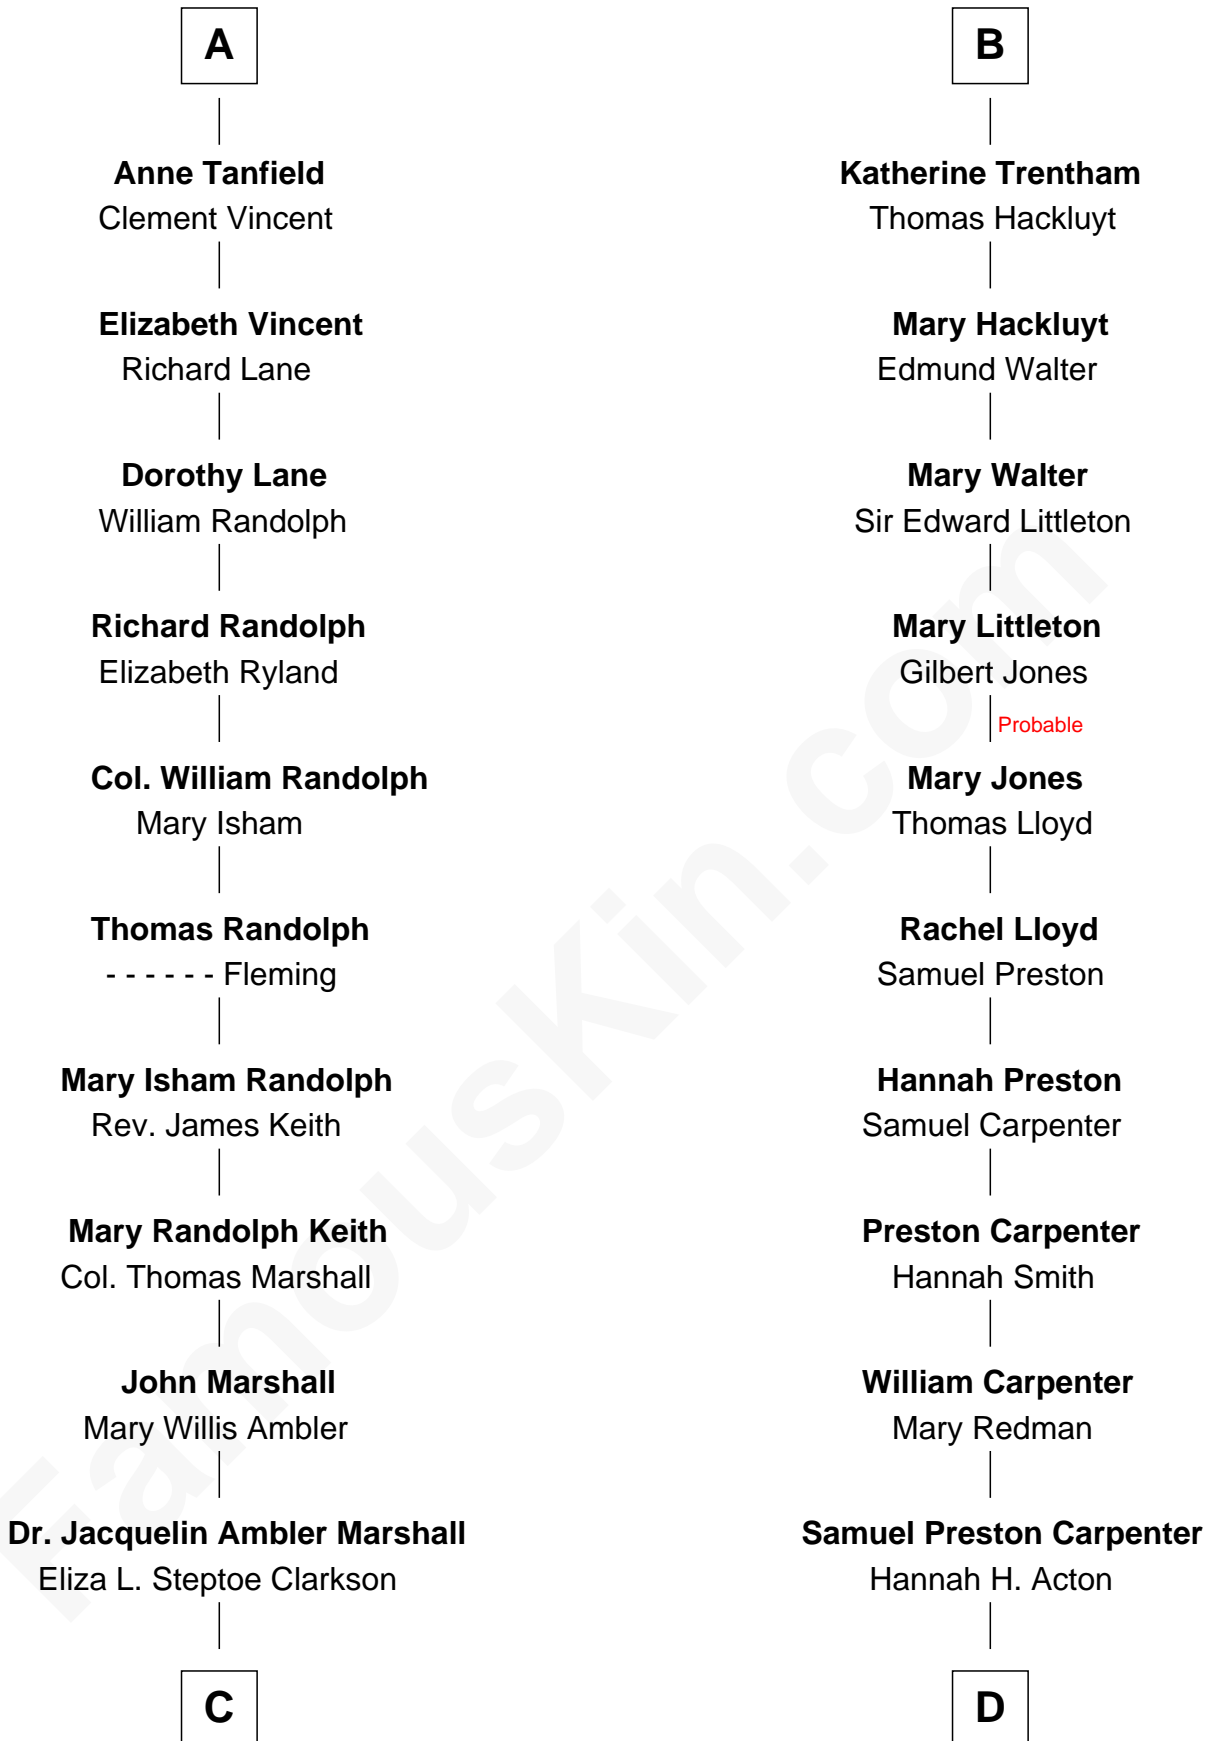 A
Anne Tanfield
Clement Vincent
Elizabeth Vincent
Richard Lane
Dorothy Lane
William Randolph
Richard Randolph
Elizabeth Ryland
Col. William Randolph
Mary Isham
Thomas Randolph
- - - - - - Fleming
Mary Isham Randolph
Rev. James Keith
Mary Randolph Keith
Col. Thomas Marshall
John Marshall
Mary Willis Ambler
Dr. Jacquelin Ambler Marshall
Eliza L. Steptoe Clarkson
C
B
Katherine Trentham
Thomas Hackluyt
Mary Hackluyt
Edmund Walter
Mary Walter
Sir Edward Littleton
Mary Littleton
Gilbert Jones
Probable
Mary Jones
Thomas Lloyd
Rachel Lloyd
Samuel Preston
Hannah Preston
Samuel Carpenter
Preston Carpenter
Hannah Smith
William Carpenter
Mary Redman
Samuel Preston Carpenter
Hannah H. Acton
D
FamousKin.com